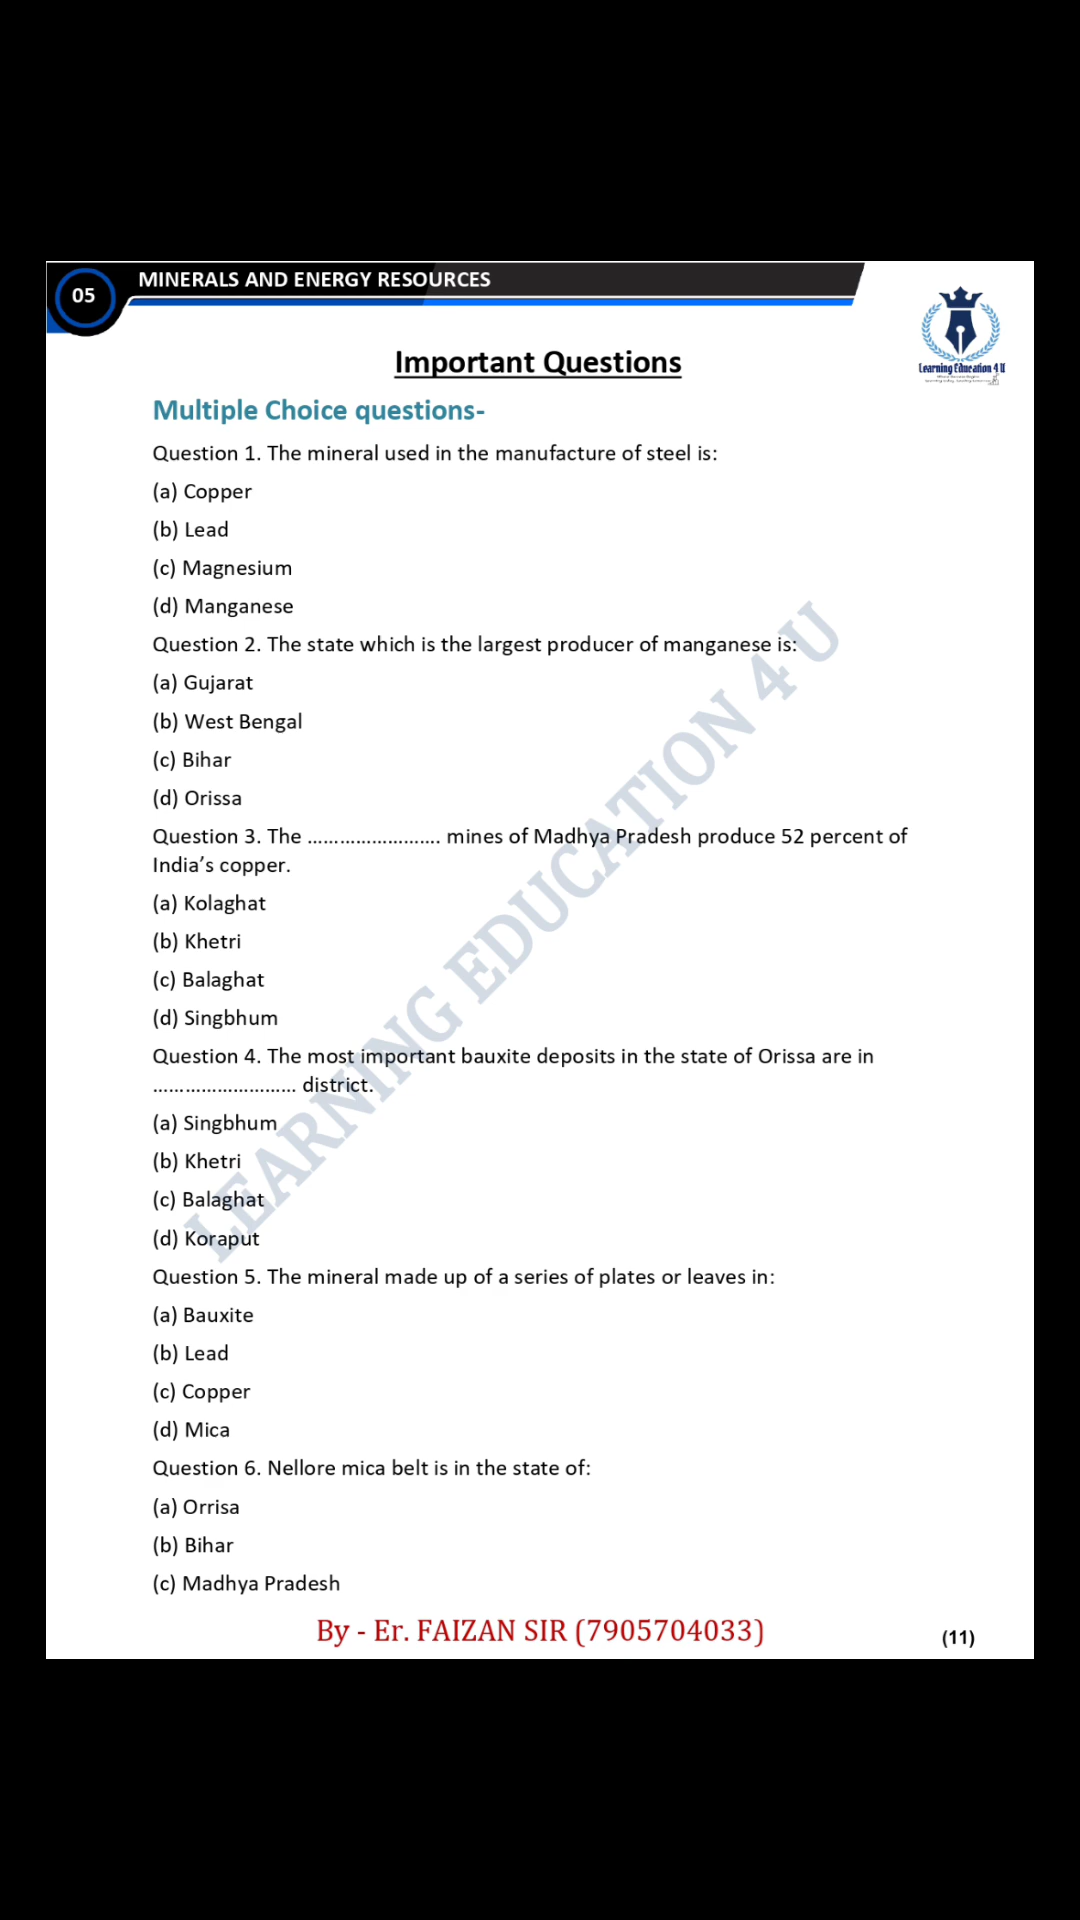 05
MINERALS AND ENERGY RESOURCES
Learning Education 4 U
Important Questions
Multiple Choice questions-
Question 1. The mineral used in the manufacture of steel is:
(a) Copper
(b) Lead
(c) Magnesium
(d) Manganese
Question 2. The state which is the largest producer of manganese is:
(a) Gujarat
(b) West Bengal
(c) Bihar
(d) Orissa
Question 3. The ........................ mines of Madhya Pradesh produce 52 percent of
India’s copper.
(a) Kolaghat
(b) Khetri
(c) Balaghat
(d) Singbhum
Question 4. The most important bauxite deposits in the state of Orissa are in
.......................... district.
(a) Singbhum
(b) Khetri
(c) Balaghat
(d) Koraput
Question 5. The mineral made up of a series of plates or leaves in:
(a) Bauxite
(b) Lead
(c) Copper
(d) Mica
Question 6. Nellore mica belt is in the state of:
(a) Orrisa
(b) Bihar
(c) Madhya Pradesh
LEARNING EDUCATION 4 U
By - Er. FAIZAN SIR (7905704033)
(11)